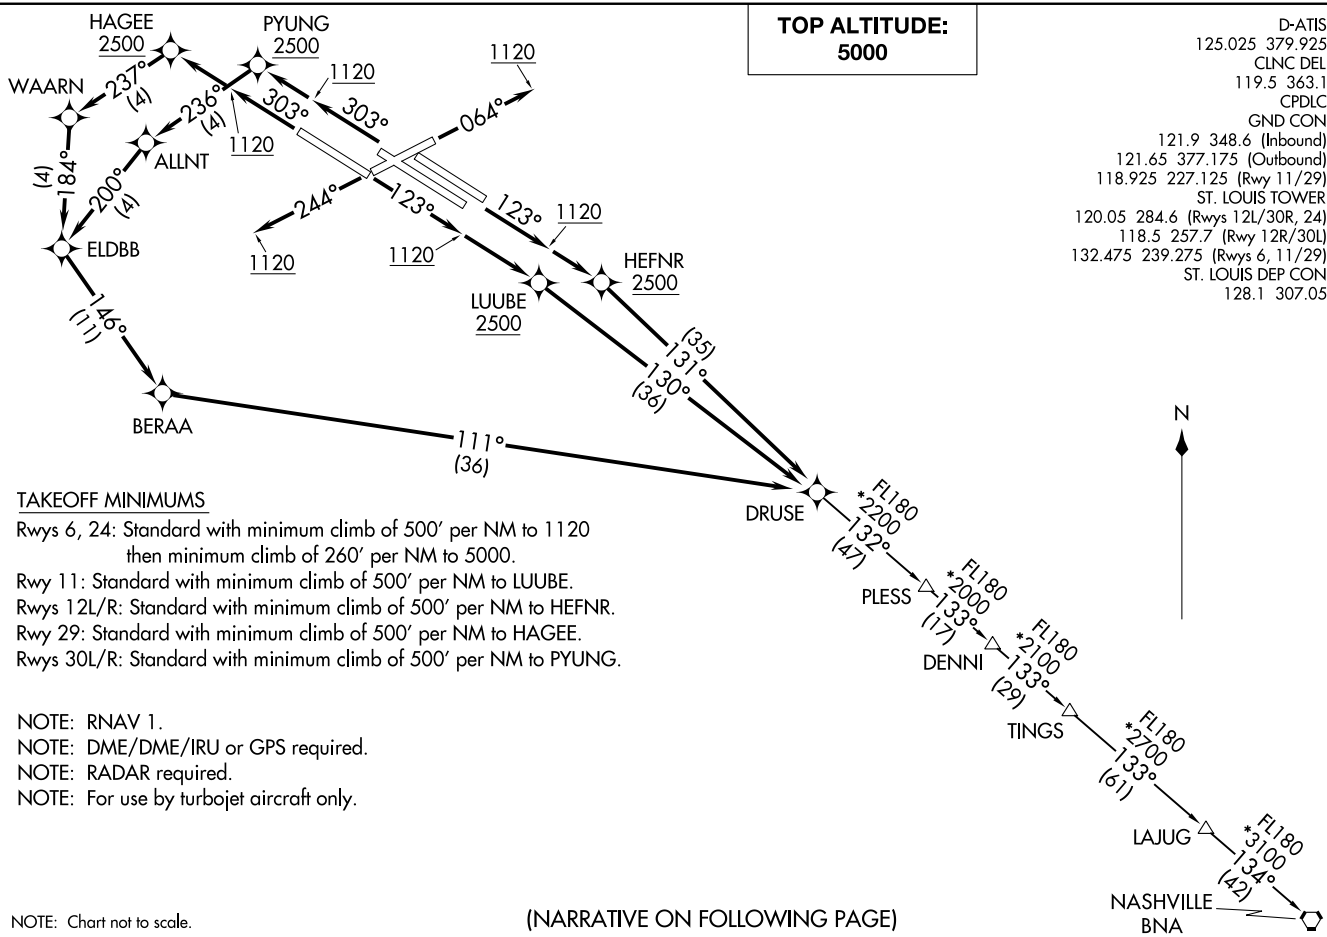 HAGEE
2500
PYUNG
2500
TOP ALTITUDE:
5000
D-ATIS
125.025 379.925
CLNC DEL
119.5 363.1
CPDLC
GND CON
121.9 348.6 (Inbound)
121.65 377.175 (Outbound)
118.925 227.125 (Rwy 11/29)
ST. LOUIS TOWER
120.05 284.6 (Rwys 12L/30R, 24)
118.5 257.7 (Rwy 12R/30L)
132.475 239.275 (Rwys 6, 11/29)
ST. LOUIS DEP CON
128.1 307.05
1120
1120
WAARN
237°
(4)
236°
(4)
303°
303°
064°
1120
ALLNT
184°
(4)
200°
(4)
244°
123°
123°
1120
1120
1120
ELDBB
HEFNR
2500
LUUBE
2500
146°
(11)
(35)
131°
130°
(36)
BERAA
111°
(36)
N
DRUSE
FL180
*2200
132°
(47)
PLESS
FL180
*2000
133°
(17)
DENNI
FL180
*2100
133°
(29)
TINGS
FL180
*2700
133°
(61)
LAJUG
FL180
*3100
134°
(42)
NASHVILLE
BNA
TAKEOFF MINIMUMS
Rwys 6, 24: Standard with minimum climb of 500' per NM to 1120
then minimum climb of 260' per NM to 5000.
Rwy 11: Standard with minimum climb of 500' per NM to LUUBE.
Rwys 12L/R: Standard with minimum climb of 500' per NM to HEFNR.
Rwy 29: Standard with minimum climb of 500' per NM to HAGEE.
Rwys 30L/R: Standard with minimum climb of 500' per NM to PYUNG.
NOTE: RNAV 1.
NOTE: DME/DME/IRU or GPS required.
NOTE: RADAR required.
NOTE: For use by turbojet aircraft only.
NOTE: Chart not to scale.
(NARRATIVE ON FOLLOWING PAGE)